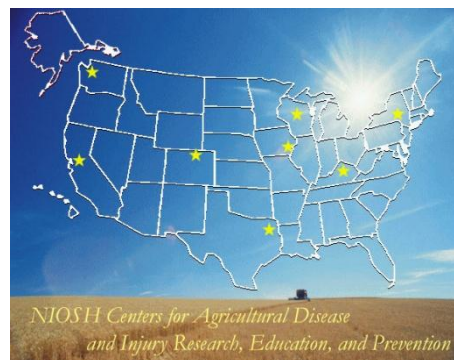 NIOSH Centers for Agricultural Disease
and Injury Research, Education, and Prevention